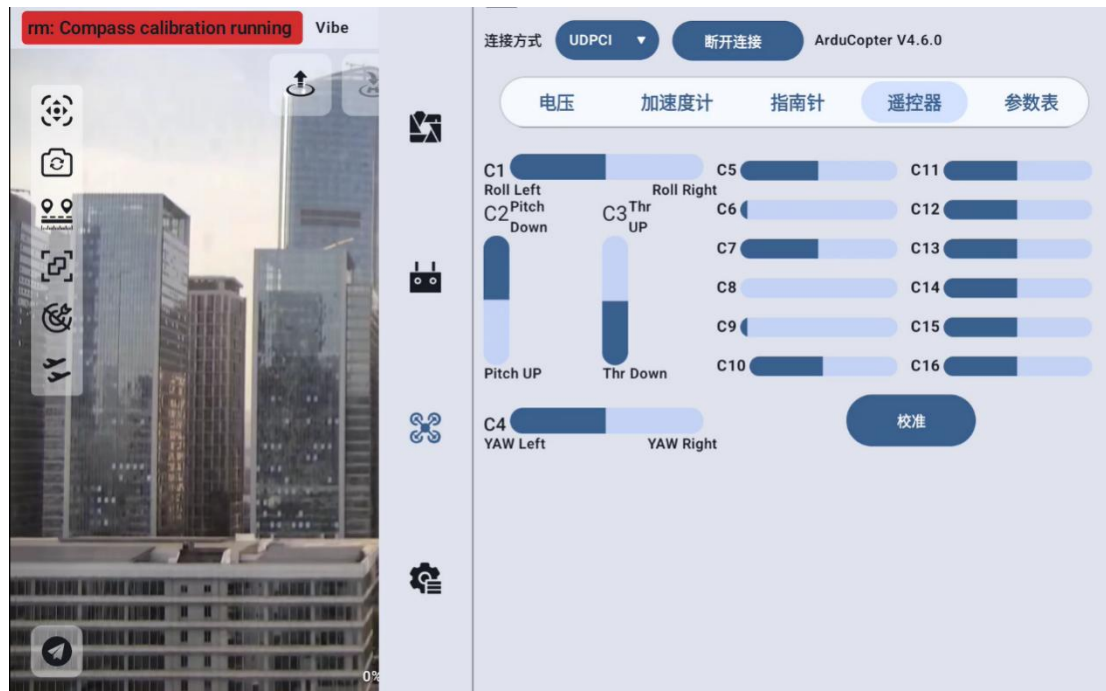 rm: Compass calibration running Vibe
连接方式 UDPCI 断开连接 ArduCopter V4.6.0
电压 加速度计 指南针 遥控器 参数表
C1
Roll Left Roll Right
C2 Pitch Down
C3 Thr UP
Pitch UP
Thr Down
C4
YAW Left YAW Right
C5
C6
C7
C8
C9
C10
C11
C12
C13
C14
C15
C16
校准
0%